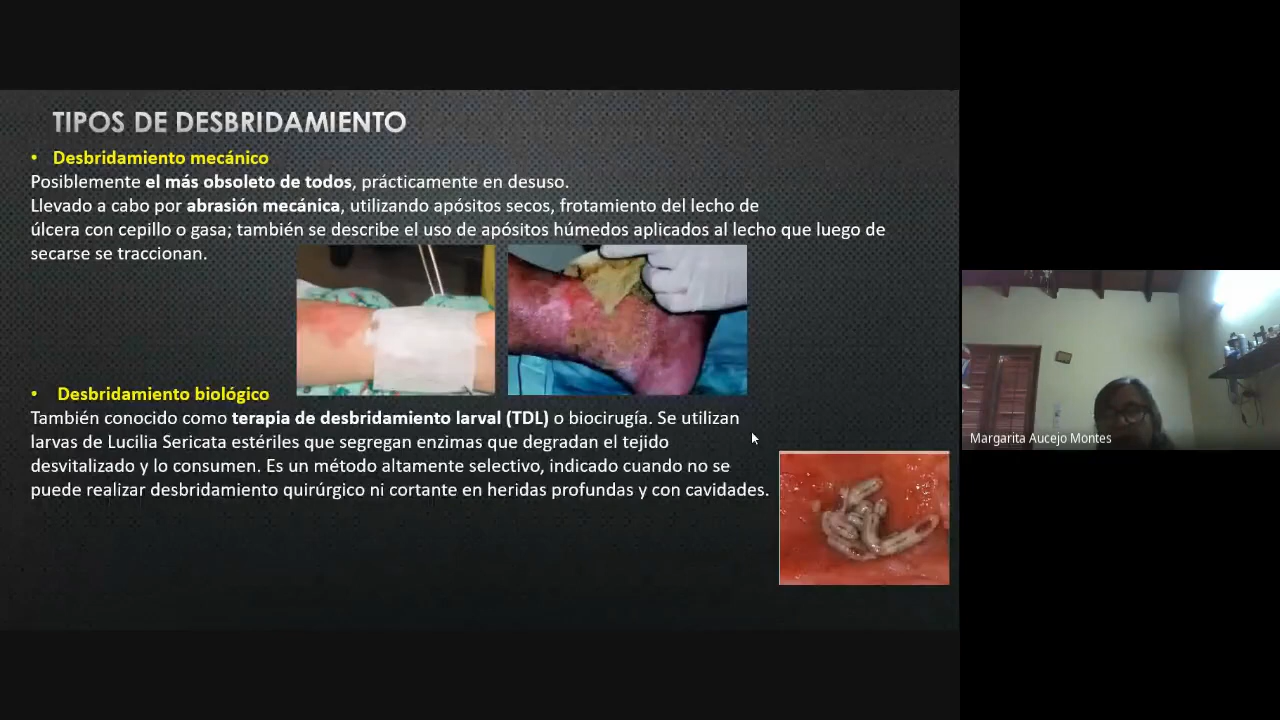 TIPOS DE DESBRIDAMIENTO
• Desbridamiento mecánico
Posiblemente el más obsoleto de todos, prácticamente en desuso.
Llevado a cabo por abrasión mecánica, utilizando apósitos secos, frotamiento del lecho de
úlcera con cepillo o gasa; también se describe el uso de apósitos húmedos aplicados al lecho que luego de
secarse se traccionan.
• Desbridamiento biológico
También conocido como terapia de desbridamiento larval (TDL) o biocirugía. Se utilizan
larvas de Lucilia Sericata estériles que segregan enzimas que degradan el tejido
desvitalizado y lo consumen. Es un método altamente selectivo, indicado cuando no se
puede realizar desbridamiento quirúrgico ni cortante en heridas profundas y con cavidades.
Margarita Aucejo Montes